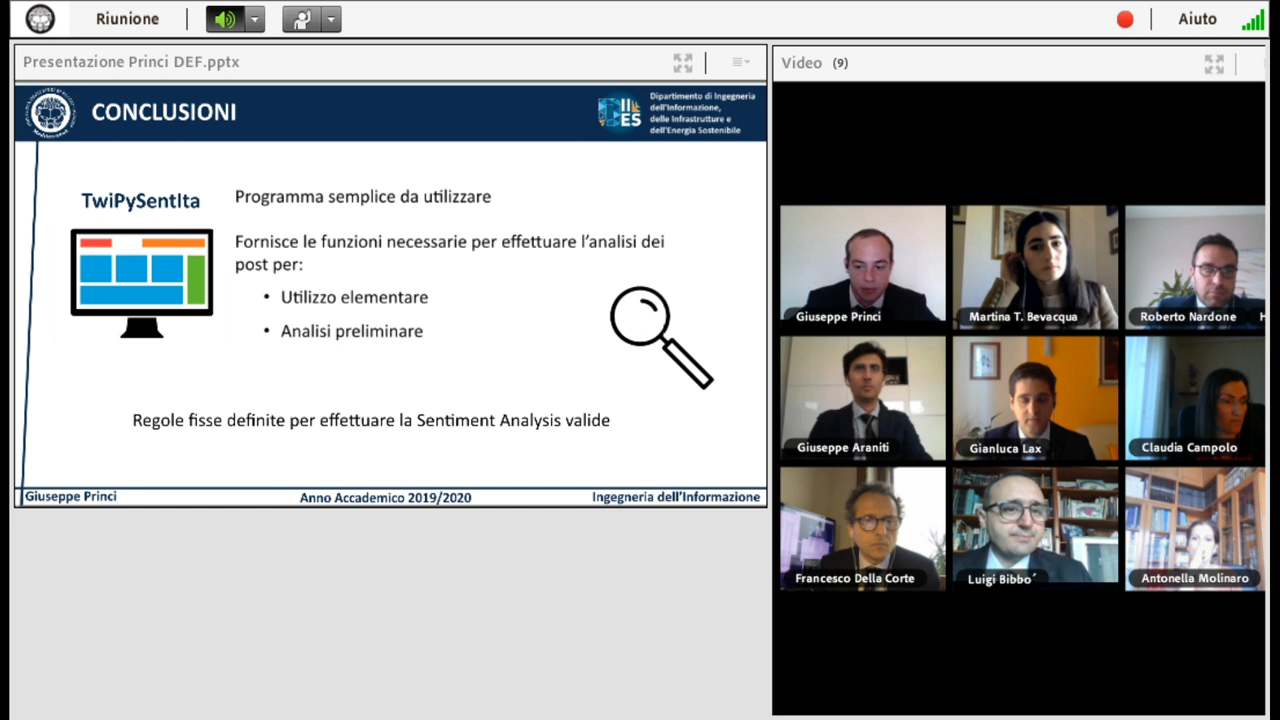 Riunione
Aiuto
Presentazione Princi DEF.pptx
Video (9)
CONCLUSIONI
Dipartimento di Ingegneria
dell'Informazione,
delle Infrastrutture e
dell'Energia Sostenibile
TwiPySentIta
Programma semplice da utilizzare
Fornisce le funzioni necessarie per effettuare l'analisi dei
post per:
• Utilizzo elementare
• Analisi preliminare
Regole fisse definite per effettuare la Sentiment Analysis valide
Giuseppe Princi
Anno Accademico 2019/2020
Ingegneria dell'Informazione
Giuseppe Princi
Martina T. Bevacqua
Roberto Nardone
Giuseppe Araniti
Gianluca Lax
Claudia Campolo
Francesco Della Corte
Luigi Bibbo´
Antonella Molinaro